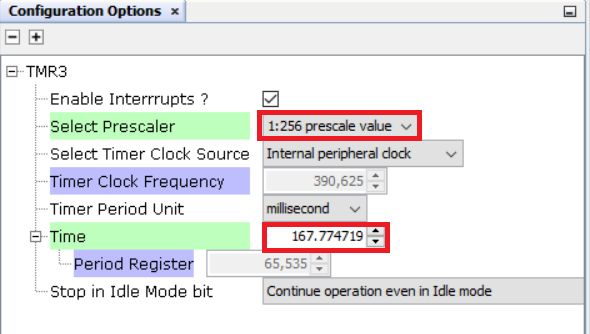 Configuration Options ×
TMR3
Enable Interrrupts ?
Select Prescaler 1:256 prescale value
Select Timer Clock Source Internal peripheral clock
Timer Clock Frequency 390,625
Timer Period Unit millisecond
Time 167.774719
Period Register 65,535
Stop in Idle Mode bit Continue operation even in Idle mode